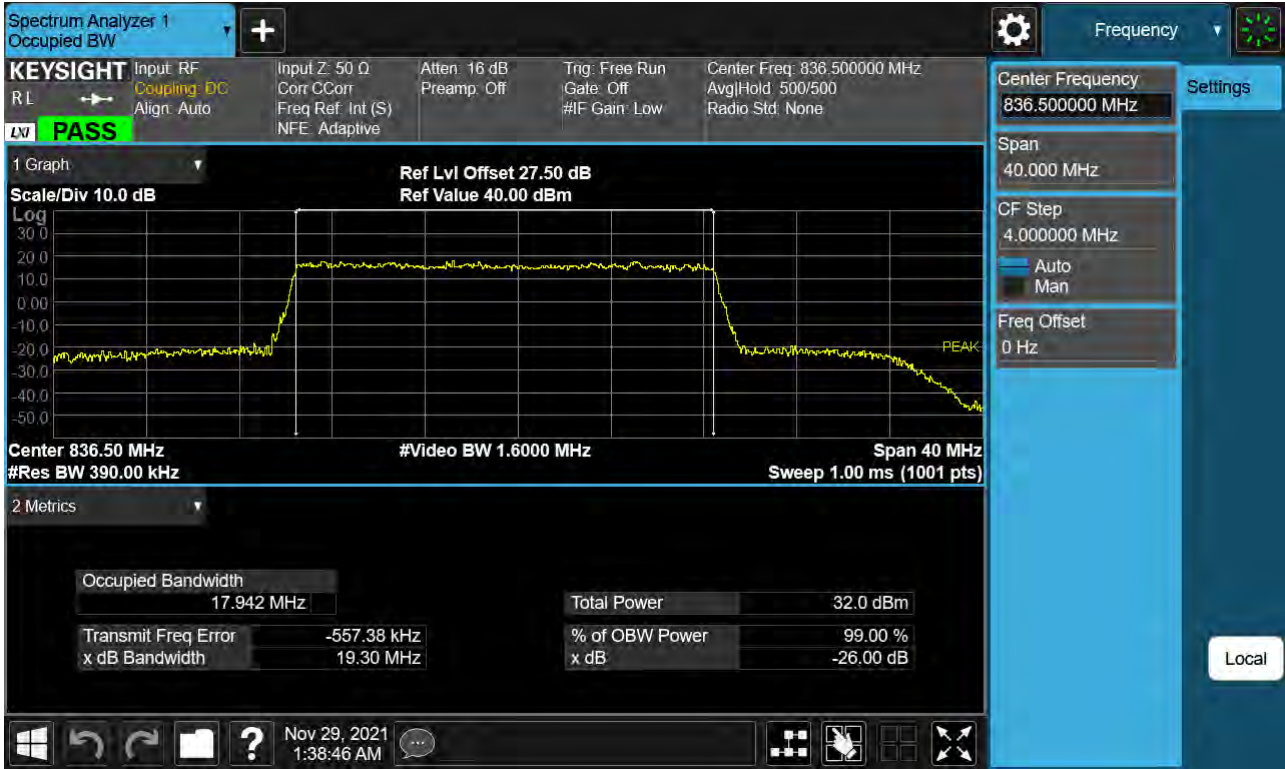 Spectrum Analyzer 1
Occupied BW
Frequency
KEYSIGHT
RL
LXI PASS
Input: RF
Coupling: DC
Align: Auto
Input Z: 50 Ω
Corr CCorr
Freq Ref: Int (S)
NFE: Adaptive
Atten: 16 dB
Preamp: Off
Trig: Free Run
Gate: Off
#IF Gain: Low
Center Freq: 836.500000 MHz
Avg|Hold: 500/500
Radio Std: None
Center Frequency
836.500000 MHz
Settings
Span
40.000 MHz
CF Step
4.000000 MHz
Auto
Man
Freq Offset
0 Hz
Local
1 Graph
Scale/Div 10.0 dB
Ref Lvl Offset 27.50 dB
Ref Value 40.00 dBm
Log
30.0
20.0
10.0
0.00
-10.0
-20.0
-30.0
-40.0
-50.0
PEAK
Center 836.50 MHz
#Video BW 1.6000 MHz
Span 40 MHz
#Res BW 390.00 kHz
Sweep 1.00 ms (1001 pts)
2 Metrics
Occupied Bandwidth
17.942 MHz
Total Power 32.0 dBm
Transmit Freq Error -557.38 kHz
% of OBW Power 99.00 %
x dB Bandwidth 19.30 MHz
x dB -26.00 dB
?
Nov 29, 2021
1:38:46 AM